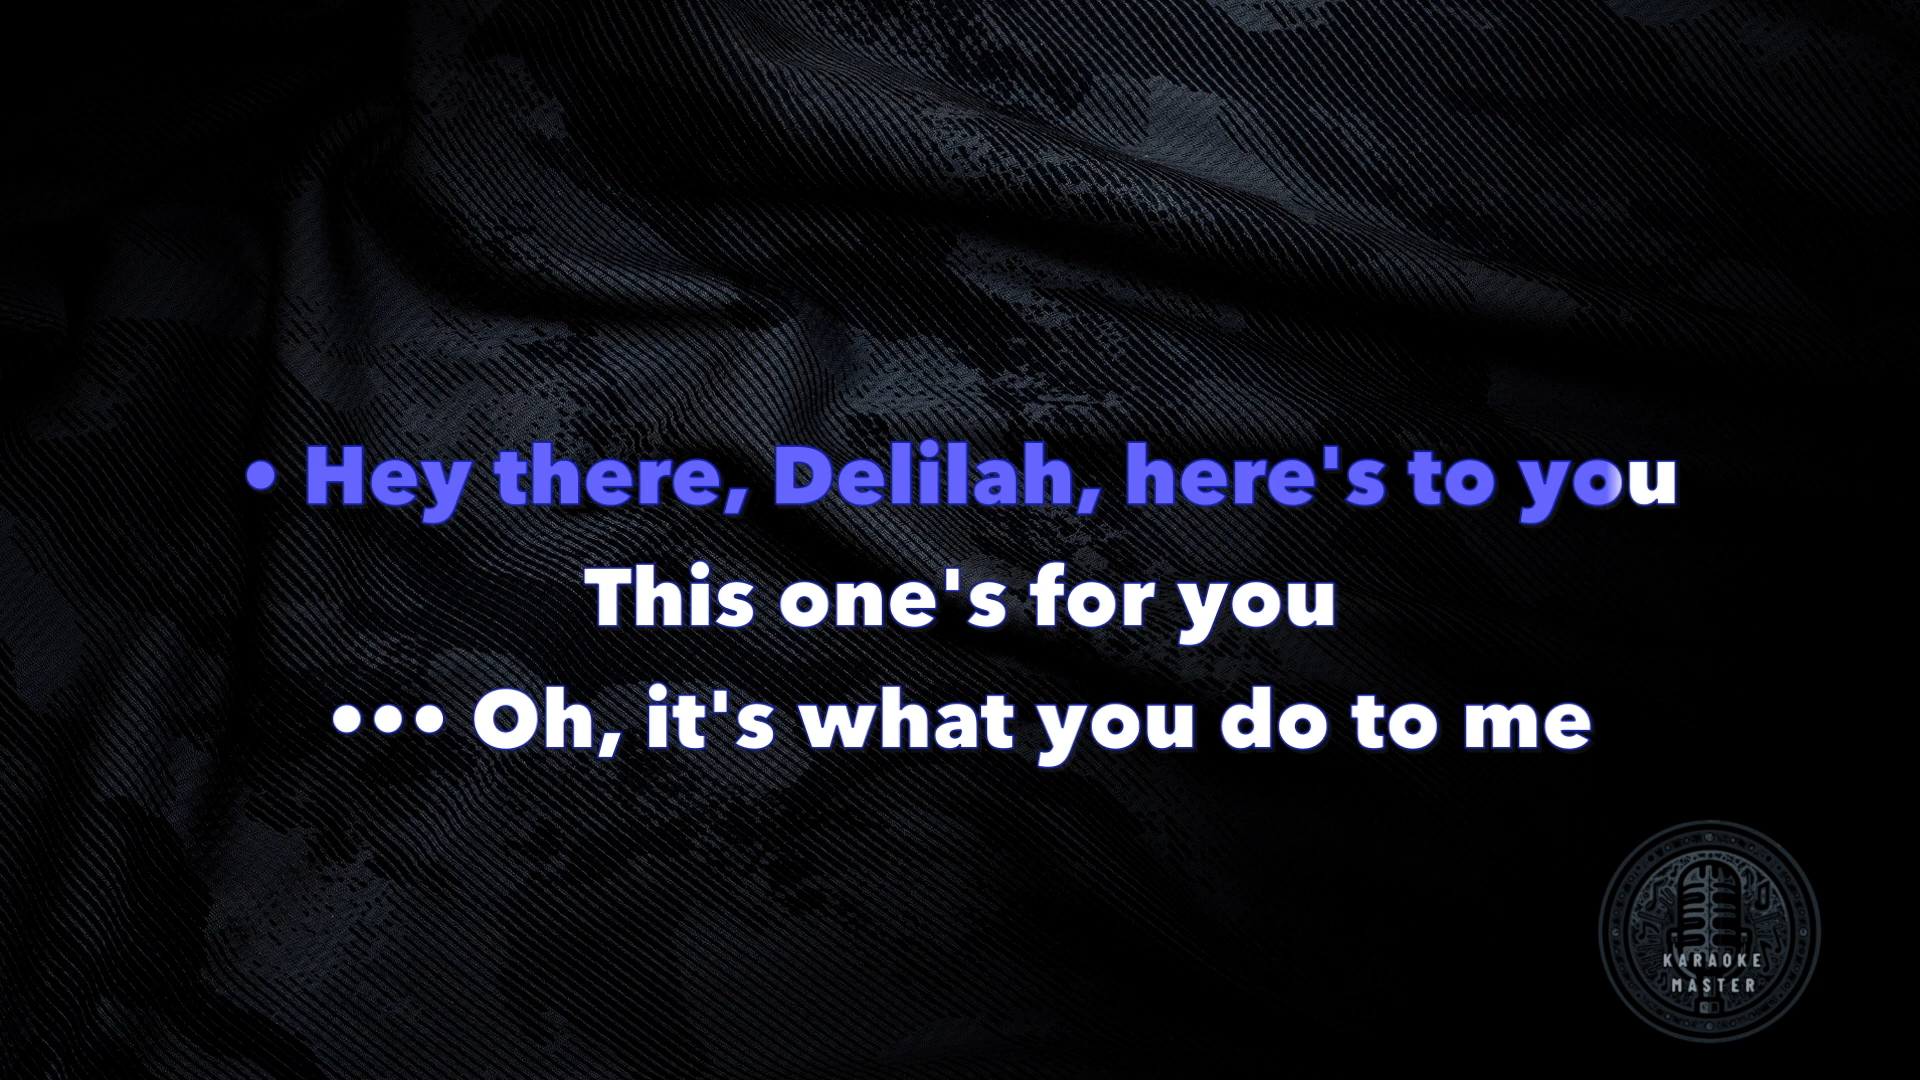 • Hey there, Delilah, here's to you
This one's for you
••• Oh, it's what you do to me
KARAOKE
MASTER